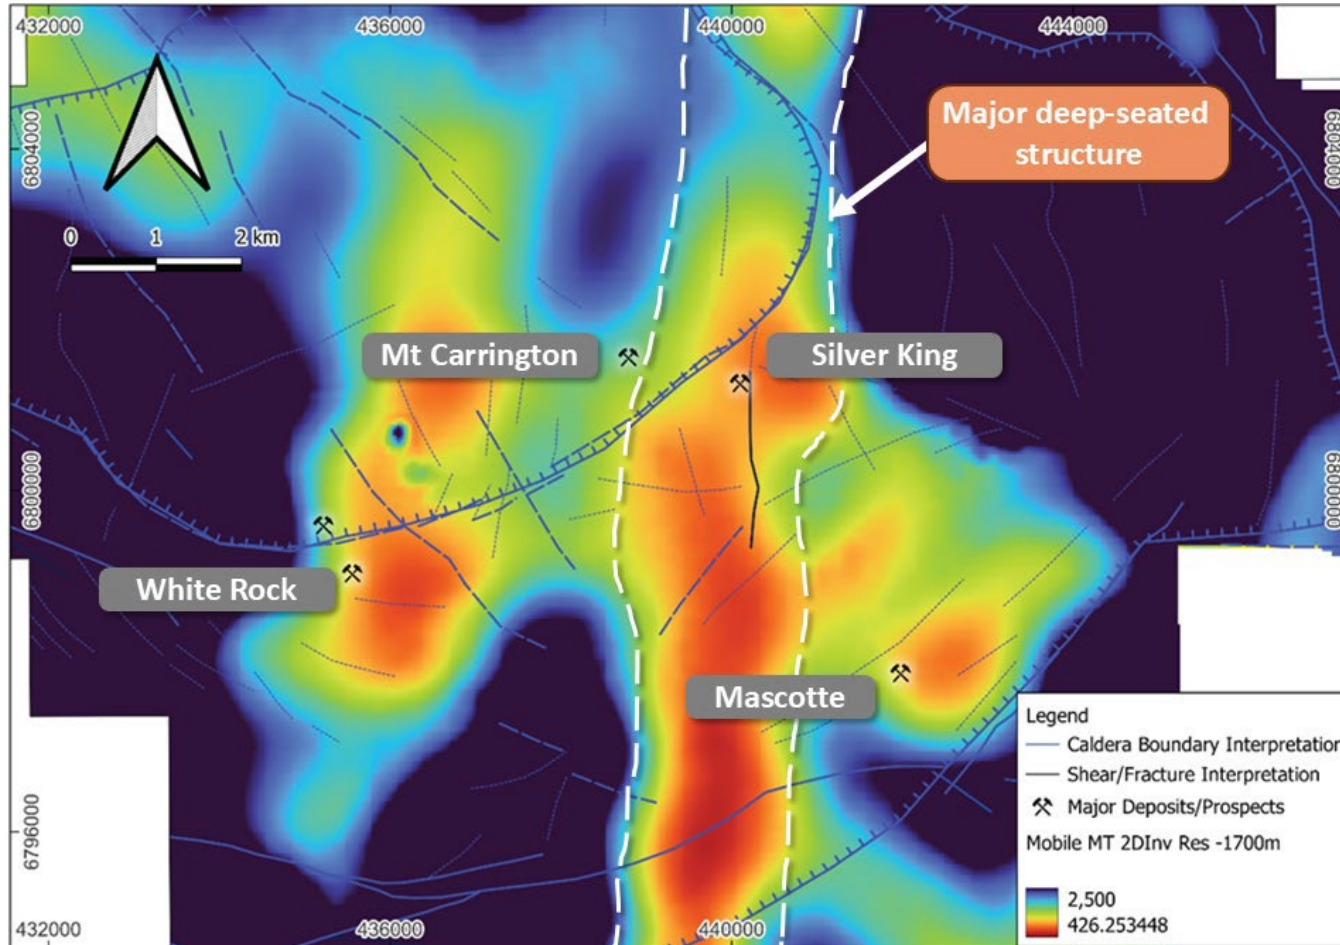 432000
436000
440000
444000
Major deep-seated
structure
6804000
6804000
0 1 2 km
Mt Carrington
Silver King
6800000
6800000
White Rock
Mascotte
Legend
Caldera Boundary Interpretation
Shear/Fracture Interpretation
Major Deposits/Prospects
Mobile MT 2DInv Res -1700m
2,500
426.253448
6796000
432000
436000
440000